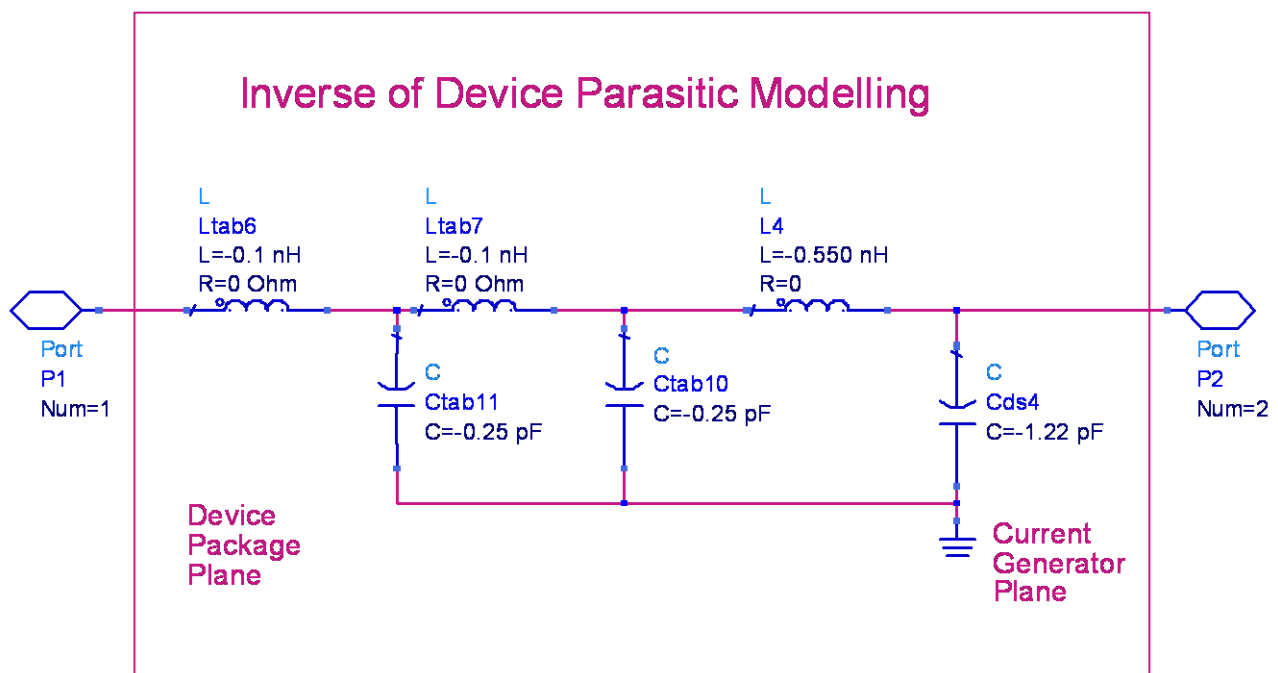 Inverse of Device Parasitic Modelling
L
Ltab6
L=-0.1 nH
R=0 Ohm
L
Ltab7
L=-0.1 nH
R=0 Ohm
L
L4
L=-0.550 nH
R=0
Port
P1
Num=1
C
Ctab11
C=-0.25 pF
C
Ctab10
C=-0.25 pF
C
Cds4
C=-1.22 pF
Port
P2
Num=2
Device
Package
Plane
Current
Generator
Plane